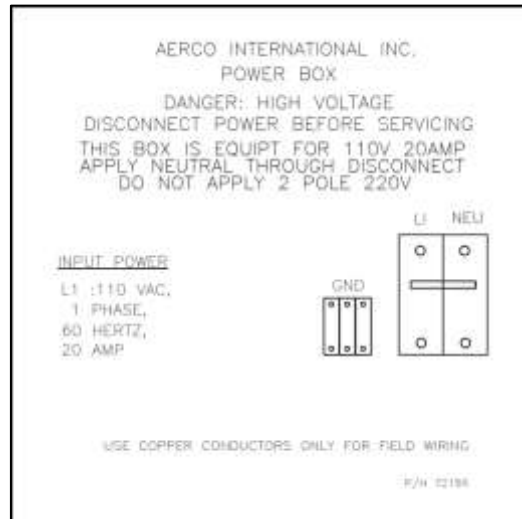 AERCO INTERNATIONAL INC.
POWER BOX
DANGER: HIGH VOLTAGE
DISCONNECT POWER BEFORE SERVICING
THIS BOX IS EQUIPT FOR 110V 20AMP
APPLY NEUTRAL THROUGH DISCONNECT
DO NOT APPLY 2 POLE 220V
LI NEU
INPUT POWER
GND
L1 :110 VAC,
1 PHASE,
60 HERTZ,
20 AMP
USE COPPER CONDUCTORS ONLY FOR FIELD WIRING
P/N